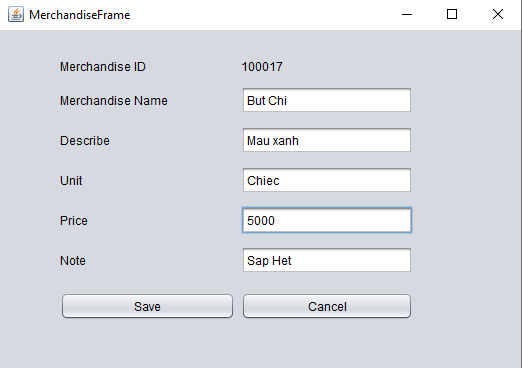 MerchandiseFrame
Merchandise ID 100017
Merchandise Name But Chi
Describe Mau xanh
Unit Chiec
Price 5000
Note Sap Het
Save Cancel